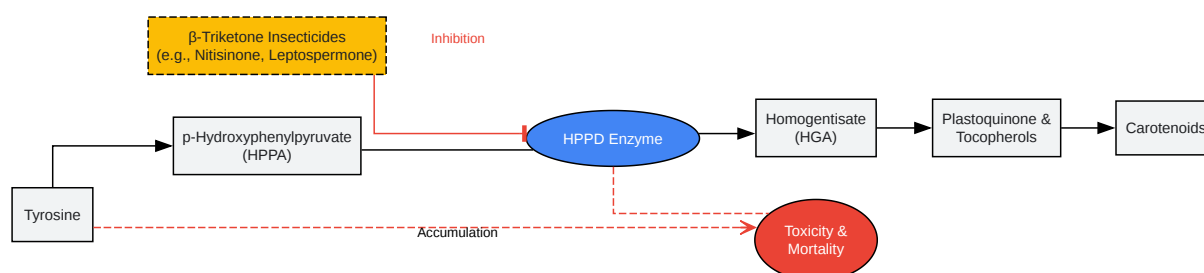 β-Triketone Insecticides
(e.g., Nitisinone, Leptospermone)
Inhibition
p-Hydroxyphenylpyruvate
(HPPA)
HPPD Enzyme
Homogentisate
(HGA)
Plastoquinone &
Tocopherols
Carotenoids
Tyrosine
Accumulation
Toxicity &
Mortality